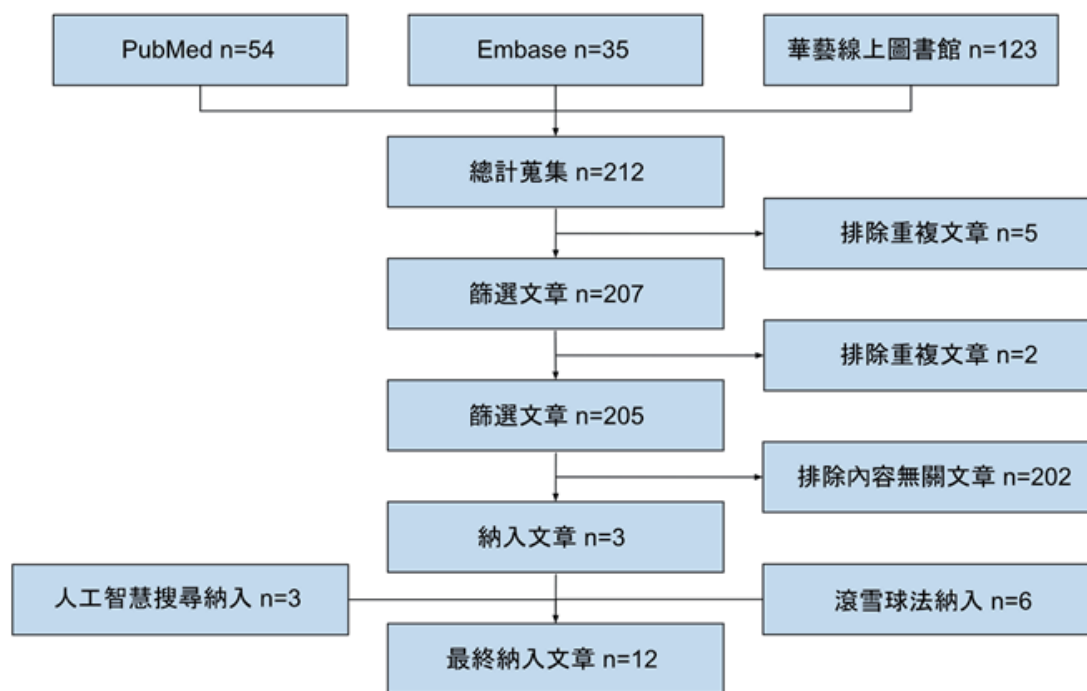 PubMed n=54
Embase n=35
華藝線上圖書館 n=123
總計蒐集 n=212
排除重複文章 n=5
篩選文章 n=207
排除重複文章 n=2
篩選文章 n=205
排除內容無關文章 n=202
納入文章 n=3
人工智慧搜尋納入 n=3
滾雪球法納入 n=6
最終納入文章 n=12